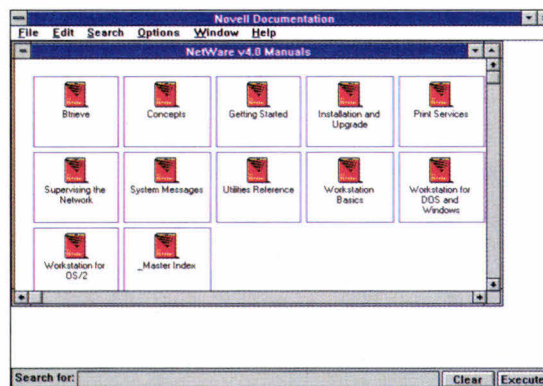 Novell Documentation
File Edit Search Options Window Help
NetWare v4.0 Manuals
Btrieve Concepts Getting Started Installation and Upgrade Print Services
Supervising the Network System Messages Utilities Reference Workstation Basics Workstation for DOS and Windows
Workstation for OS/2 _Master Index
Search for: Clear Execute